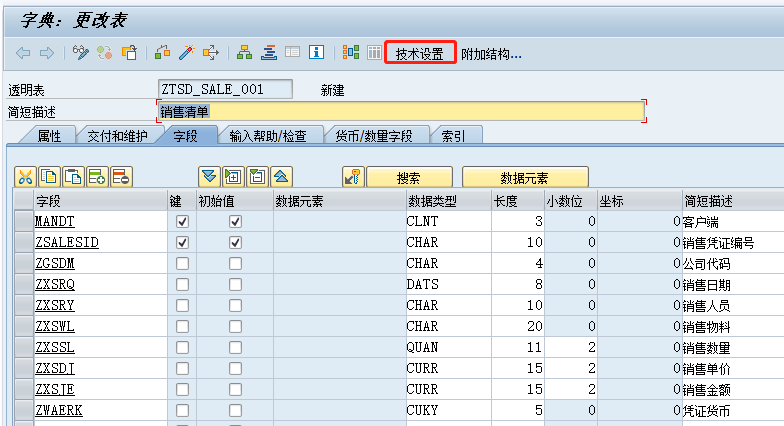 字典: 更改表
技术设置 附加结构...
透明表 ZTSD_SALE_001 新建
简短描述 销售清单
属性 交付和维护 字段 输入帮助/检查 货币/数量字段 索引
搜索 数据元素
字段 键 初始值 数据元素 数据类型 长度 小数位 坐标 简短描述
MANDT CLNT 3 0 0 客户端
ZSALESID CHAR 10 0 0 销售凭证编号
ZGSDM CHAR 4 0 0 公司代码
ZXSRQ DATS 8 0 0 销售日期
ZXSRY CHAR 10 0 0 销售人员
ZXSWL CHAR 20 0 0 销售物料
ZXSSL QUAN 11 2 0 销售数量
ZXSDJ CURR 15 2 0 销售单价
ZXSJE CURR 15 2 0 销售金额
ZWAERK CUKY 5 0 0 凭证货币